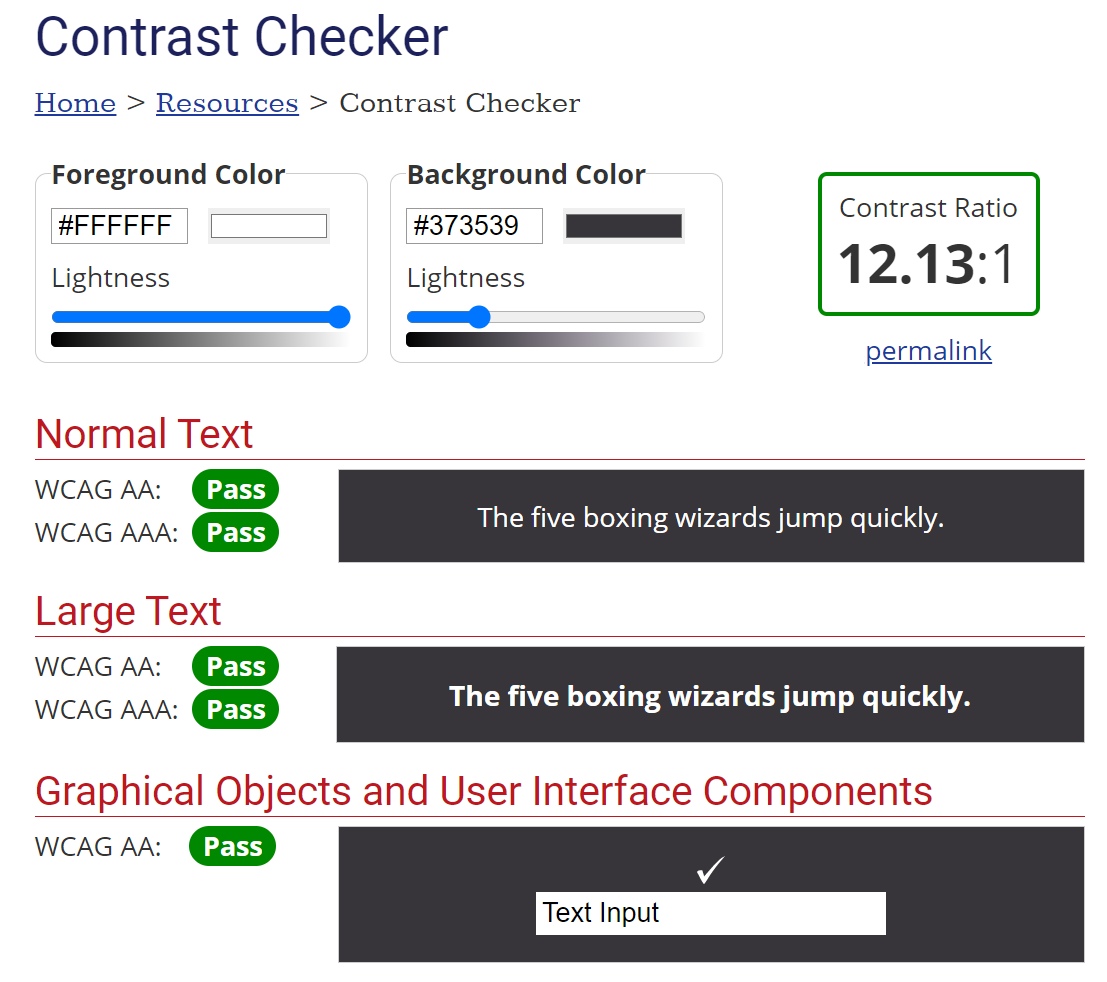 Contrast Checker
Home > Resources > Contrast Checker
Foreground Color
#FFFFFF
Lightness
Background Color
#373539
Lightness
Contrast Ratio
12.13:1
permalink
Normal Text
WCAG AA: Pass
WCAG AAA: Pass
The five boxing wizards jump quickly.
Large Text
WCAG AA: Pass
WCAG AAA: Pass
The five boxing wizards jump quickly.
Graphical Objects and User Interface Components
WCAG AA: Pass
✓
Text Input